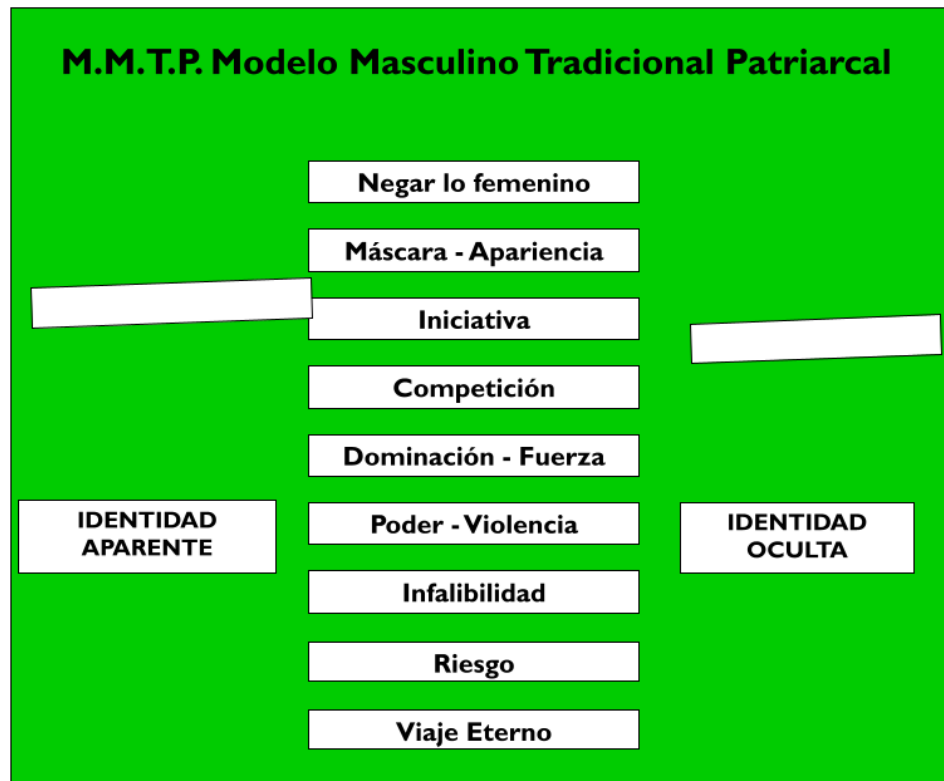 M.M.T.P. Modelo Masculino Tradicional Patriarcal
Negar lo femenino
Máscara - Apariencia
Iniciativa
Competición
Dominación - Fuerza
IDENTIDAD
APARENTE
Poder - Violencia
IDENTIDAD
OCULTA
Infalibilidad
Riesgo
Viaje Eterno